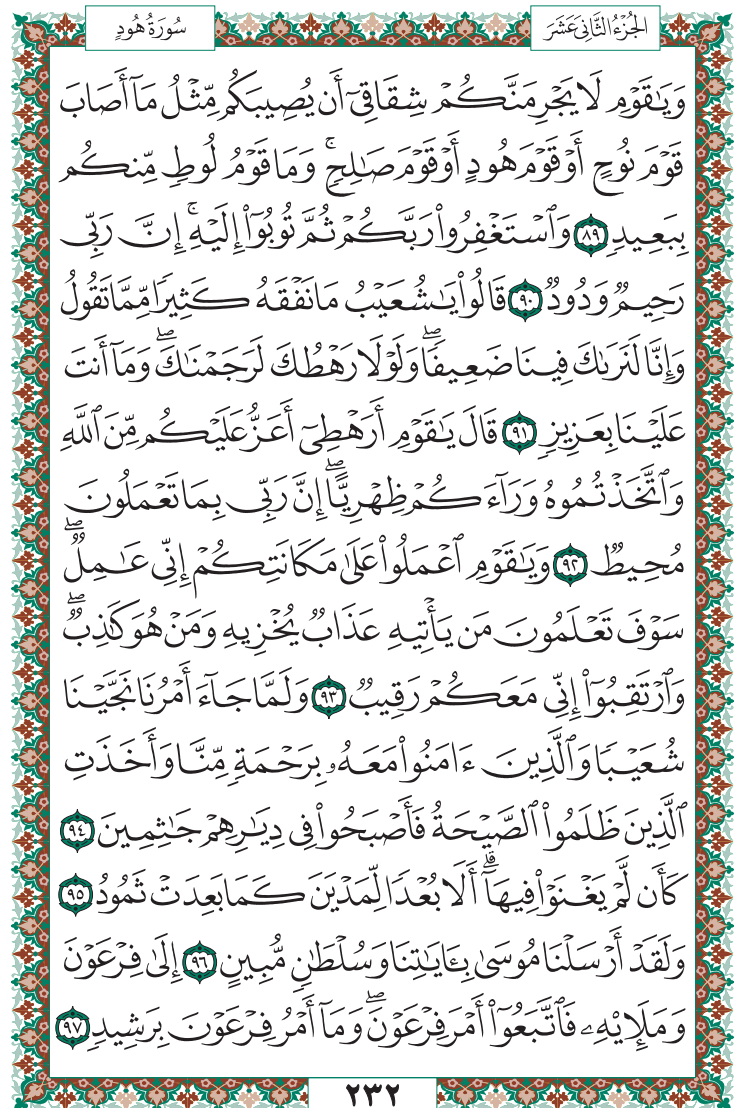 الجُزْءُ الثَّانِي عَشَرَ
سُورَةُ هُودٍ
وَيَـٰقَوْمِ لَا يَجْرِمَنَّكُمْ شِقَاقِىٓ أَن يُصِيبَكُم مِّثْلُ مَآ أَصَابَ
قَوْمَ نُوحٍ أَوْ قَوْمَ هُودٍ أَوْ قَوْمَ صَـٰلِحٍۚ وَمَا قَوْمُ لُوطٍ مِّنكُم
بِبَعِيدٍ ٨٩ وَٱسْتَغْفِرُوا۟ رَبَّكُمْ ثُمَّ تُوبُوٓا۟ إِلَيْهِۚ إِنَّ رَبِّى
رَحِيمٌ وَدُودٌ ٩٠ قَالُوا۟ يَـٰشُعَيْبُ مَا نَفْقَهُ كَثِيرًا مِّمَّا تَقُولُ
وَإِنَّا لَنَرَىٰكَ فِينَا ضَعِيفًاۖ وَلَوْلَا رَهْطُكَ لَرَجَمْنَـٰكَۖ وَمَآ أَنتَ
عَلَيْنَا بِعَزِيزٍ ٩١ قَالَ يَـٰقَوْمِ أَرَهْطِىٓ أَعَزُّ عَلَيْكُم مِّنَ ٱللَّهِ
وَٱتَّخَذْتُمُوهُ وَرَآءَكُمْ ظِهْرِيًّاۖ إِنَّ رَبِّى بِمَا تَعْمَلُونَ
مُحِيطٌ ٩٢ وَيَـٰقَوْمِ ٱعْمَلُوا۟ عَلَىٰ مَكَانَتِكُمْ إِنِّى عَـٰمِلٌۖ
سَوْفَ تَعْلَمُونَ مَن يَأْتِيهِ عَذَابٌ يُخْزِيهِ وَمَنْ هُوَ كَـٰذِبٌۖ
وَٱرْتَقِبُوٓا۟ إِنِّى مَعَكُمْ رَقِيبٌ ٩٣ وَلَمَّا جَآءَ أَمْرُنَا نَجَّيْنَا
شُعَيْبًا وَٱلَّذِينَ ءَامَنُوا۟ مَعَهُۥ بِرَحْمَةٍ مِّنَّا وَأَخَذَتِ
ٱلَّذِينَ ظَلَمُوا۟ ٱلصَّيْحَةُ فَأَصْبَحُوا۟ فِى دِيَـٰرِهِمْ جَـٰثِمِينَ ٩٤
كَأَن لَّمْ يَغْنَوْا۟ فِيهَآۗ أَلَا بُعْدًا لِّمَدْيَنَ كَمَا بَعِدَتْ ثَمُودُ ٩٥
وَلَقَدْ أَرْسَلْنَا مُوسَىٰ بِـَٔايَـٰتِنَا وَسُلْطَـٰنٍ مُّبِينٍ ٩٦ إِلَىٰ فِرْعَوْنَ
وَمَلَإِي۟هِۦ فَٱتَّبَعُوٓا۟ أَمْرَ فِرْعَوْنَۖ وَمَآ أَمْرُ فِرْعَوْنَ بِرَشِيدٍ ٩٧
٢٣٢